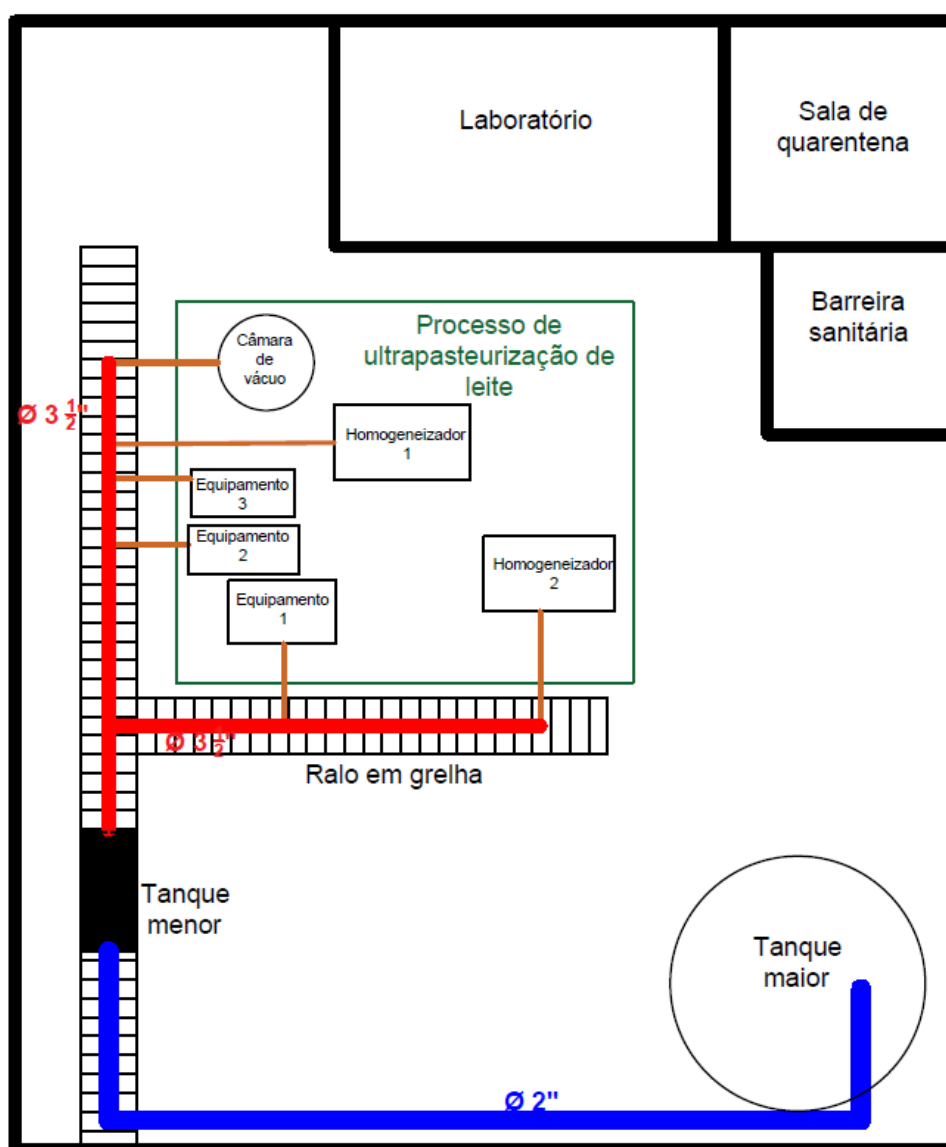 Laboratório
Sala de
quarentena
Barreira
sanitária
Processo de
ultrapasteurização de
leite
Câmara
de
vácuo
Ø 3 1/2"
Homogeneizador
1
Equipamento
3
Equipamento
2
Homogeneizador
2
Equipamento
1
Ø 3 1/2"
Ralo em grelha
Tanque
menor
Tanque
maior
Ø 2"